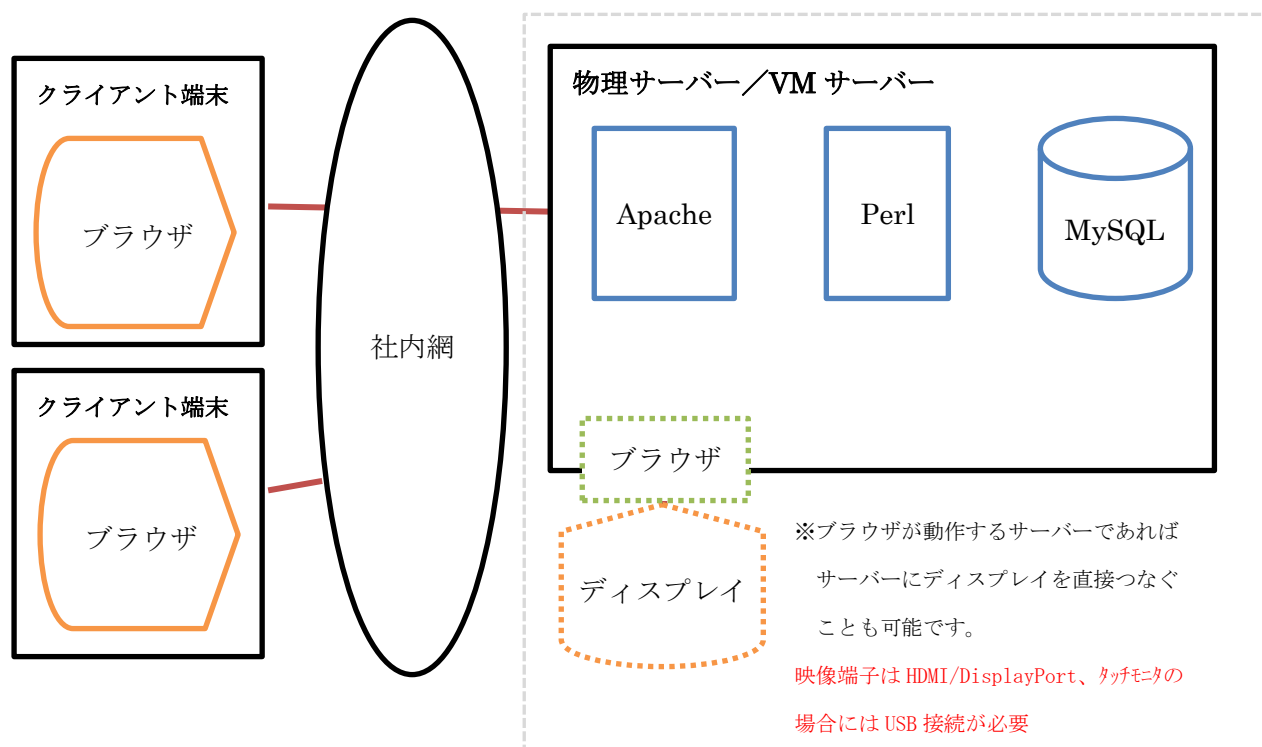 クライアント端末
ブラウザ
クライアント端末
ブラウザ
社内網
物理サーバー／VM サーバー
Apache
Perl
MySQL
ブラウザ
ディスプレイ
※ブラウザが動作するサーバーであれば
サーバーにディスプレイを直接つなぐ
ことも可能です。
映像端子は HDMI/DisplayPort、ﾀｯﾁﾓﾆﾀの
場合には USB 接続が必要